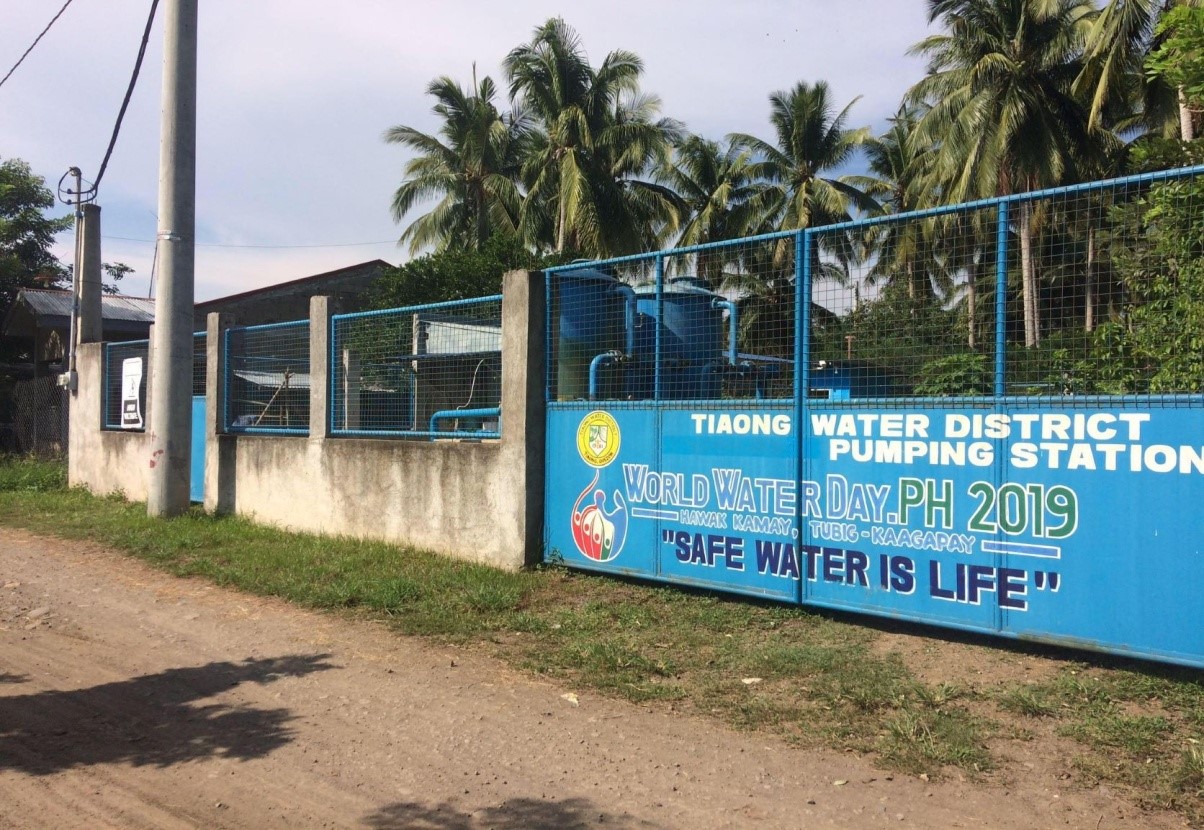 TIAONG WATER DISTRICT
PUMPING STATION
WORLD WATER DAY.PH 2019
HAWAK KAMAY, TUBIG - KAAGAPAY
"SAFE WATER IS LIFE"